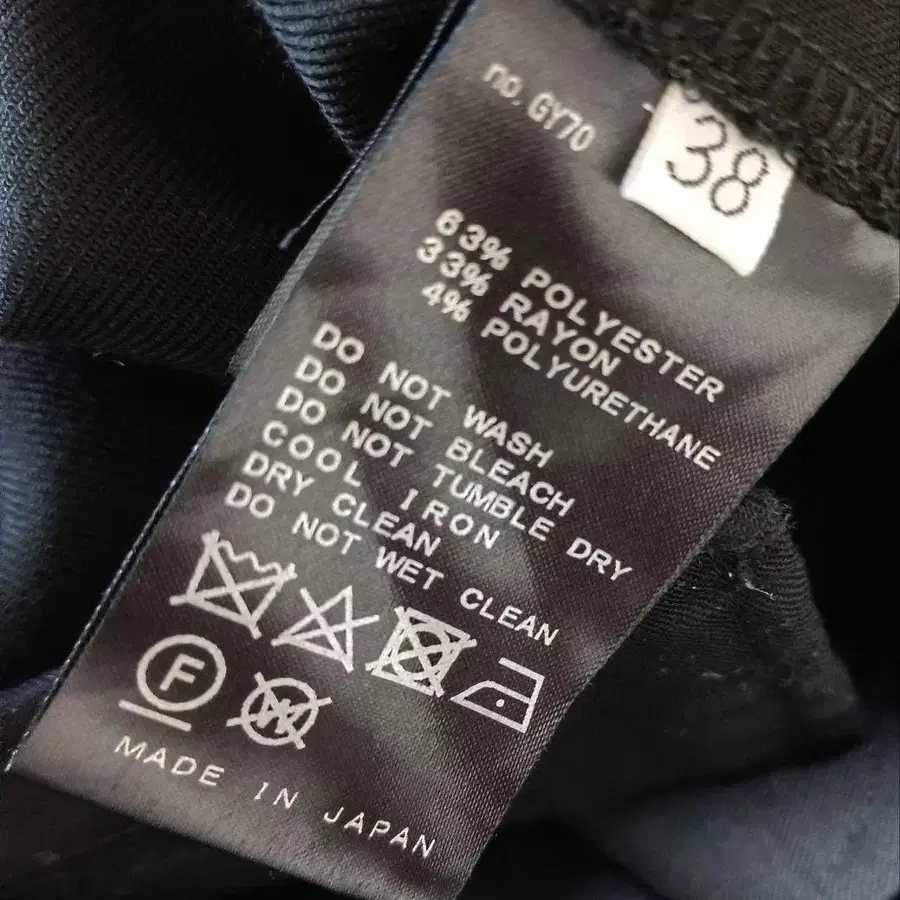 no. GY70
38
63% POLYESTER
33% RAYON
4% POLYURETHANE
DO NOT WASH
DO NOT BLEACH
DO NOT TUMBLE DRY
COOL IRON
DRY CLEAN
DO NOT WET CLEAN
F W
MADE IN JAPAN